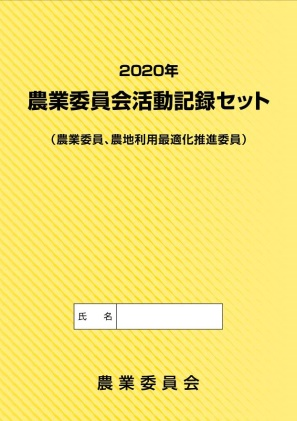 2020年
農業委員会活動記録セット
（農業委員、農地利用最適化推進委員）
氏　名
農業委員会